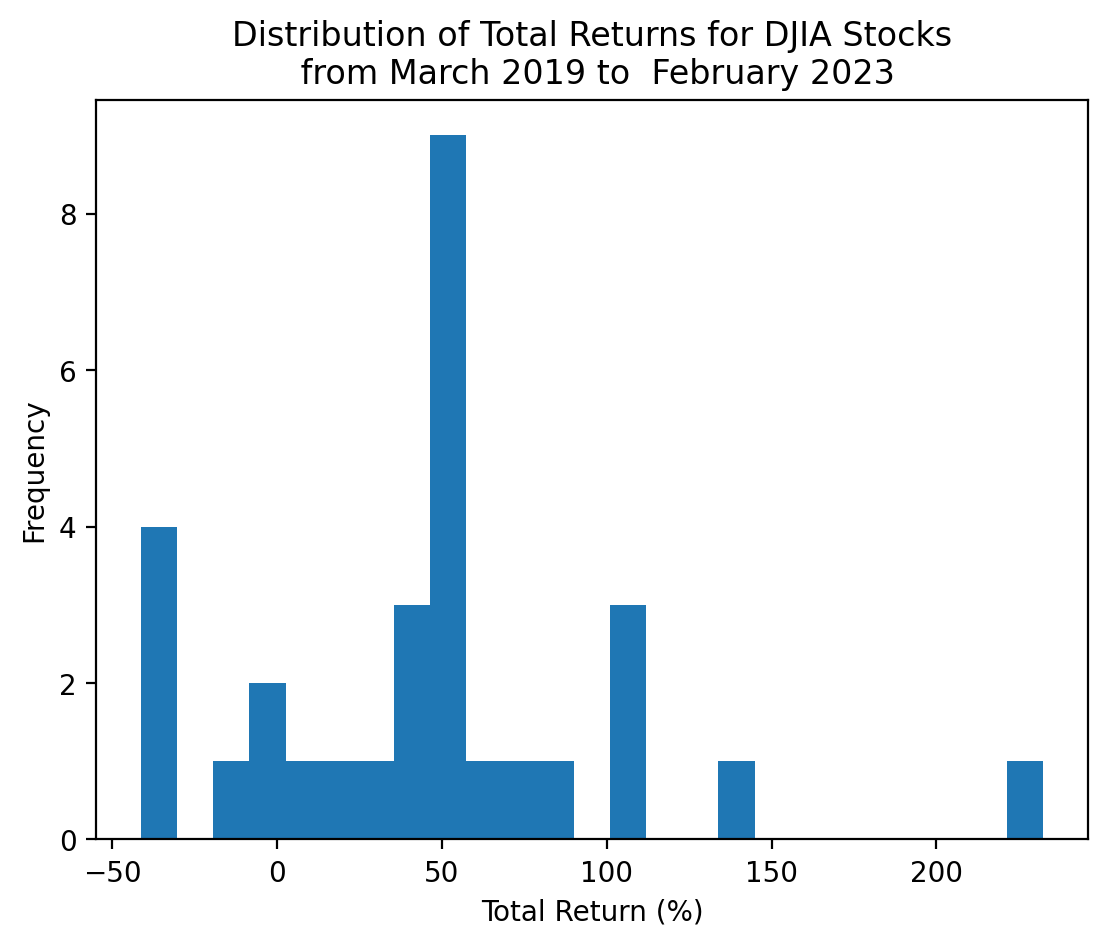 Distribution of Total Returns for DJIA Stocks
from March 2019 to  February 2023
8
6
4
2
0
Frequency
−50
0
50
100
150
200
Total Return (%)